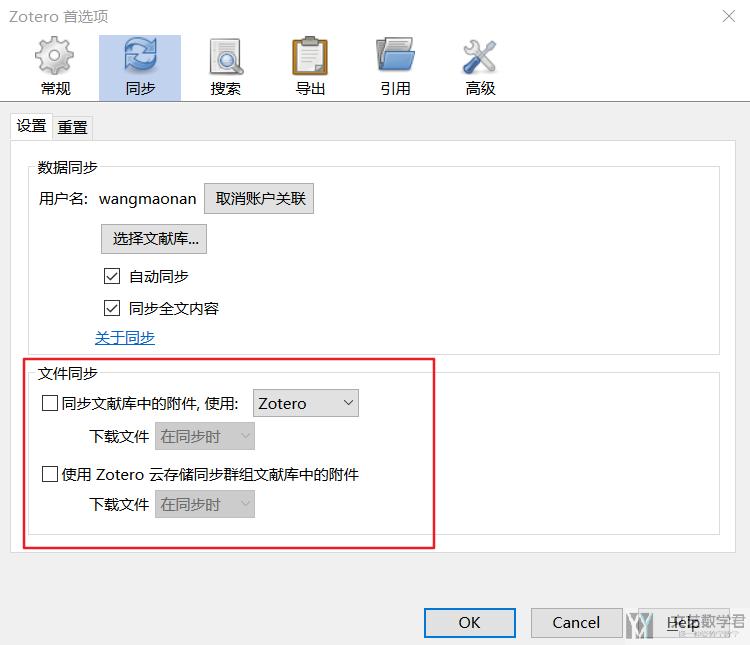 Zotero 首选项
常规 同步 搜索 导出 引用 高级
设置 重置
数据同步
用户名: wangmaonan 取消账户关联
选择文献库...
自动同步
同步全文内容
关于同步
文件同步
同步文献库中的附件, 使用: Zotero
下载文件 在同步时
使用 Zotero 云存储同步群组文献库中的附件
下载文件 在同步时
OK Cancel Help
数学君